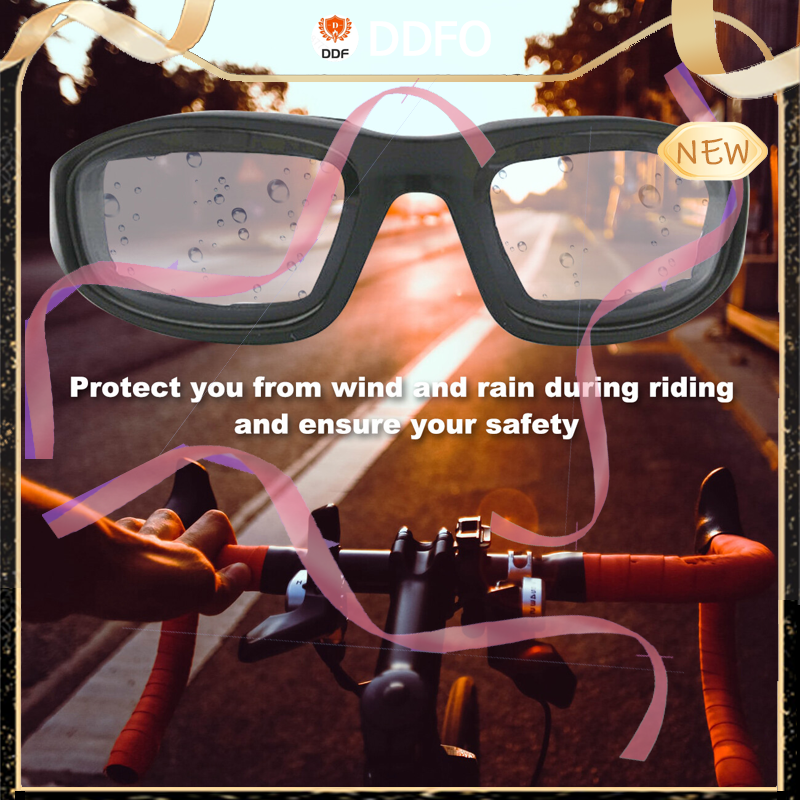 DDF
DDFO
NEW
Protect you from wind and rain during riding
and ensure your safety